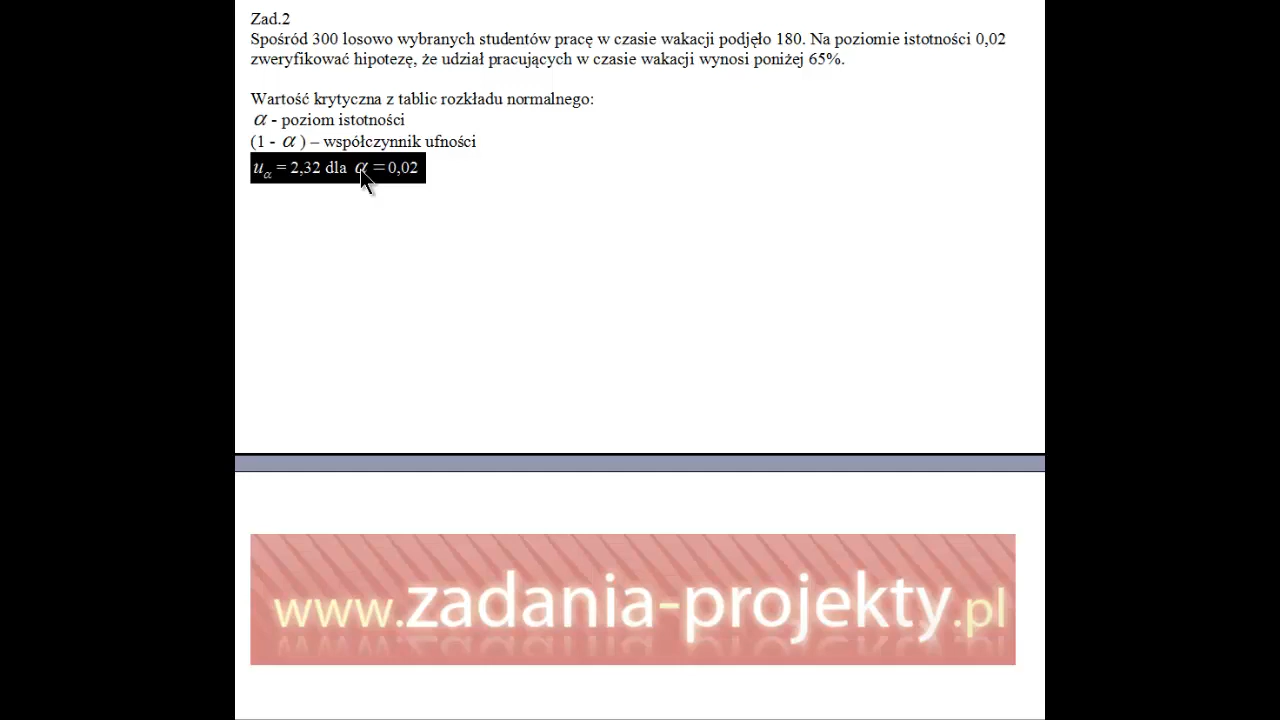 Zad.2
Spośród 300 losowo wybranych studentów pracę w czasie wakacji podjęło 180. Na poziomie istotności 0,02
zweryfikować hipotezę, że udział pracujących w czasie wakacji wynosi poniżej 65%.
Wartość krytyczna z tablic rozkładu normalnego:
α - poziom istotności
(1 - α ) – współczynnik ufności
uα = 2,32 dla α = 0,02
www.zadania-projekty.pl